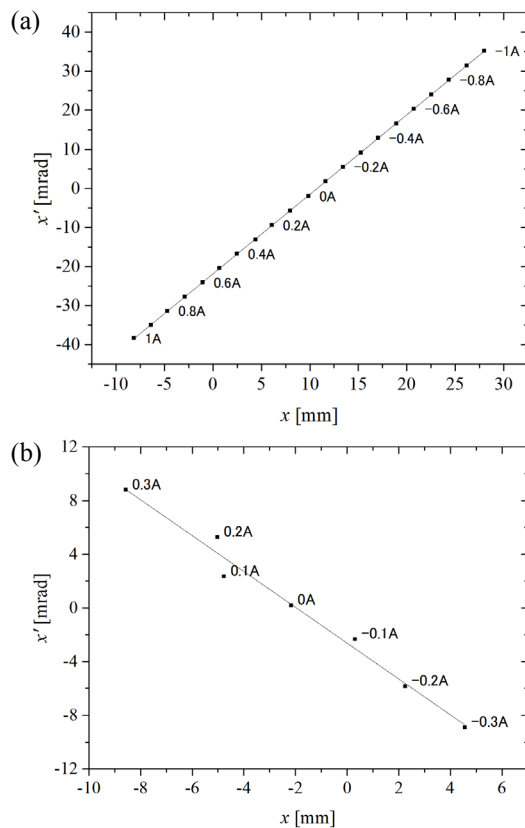 (a)
40
30
20
10
0
-10
-20
-30
-40
x′ [mrad]
−1A
−0.8A
−0.6A
−0.4A
−0.2A
0A
0.2A
0.4A
0.6A
0.8A
1A
-10 -5 0 5 10 15 20 25 30
x [mm]
(b)
12
8
4
0
-4
-8
-12
x′ [mrad]
0.3A
0.2A
0.1A
0A
−0.1A
−0.2A
−0.3A
-10 -8 -6 -4 -2 0 2 4 6
x [mm]